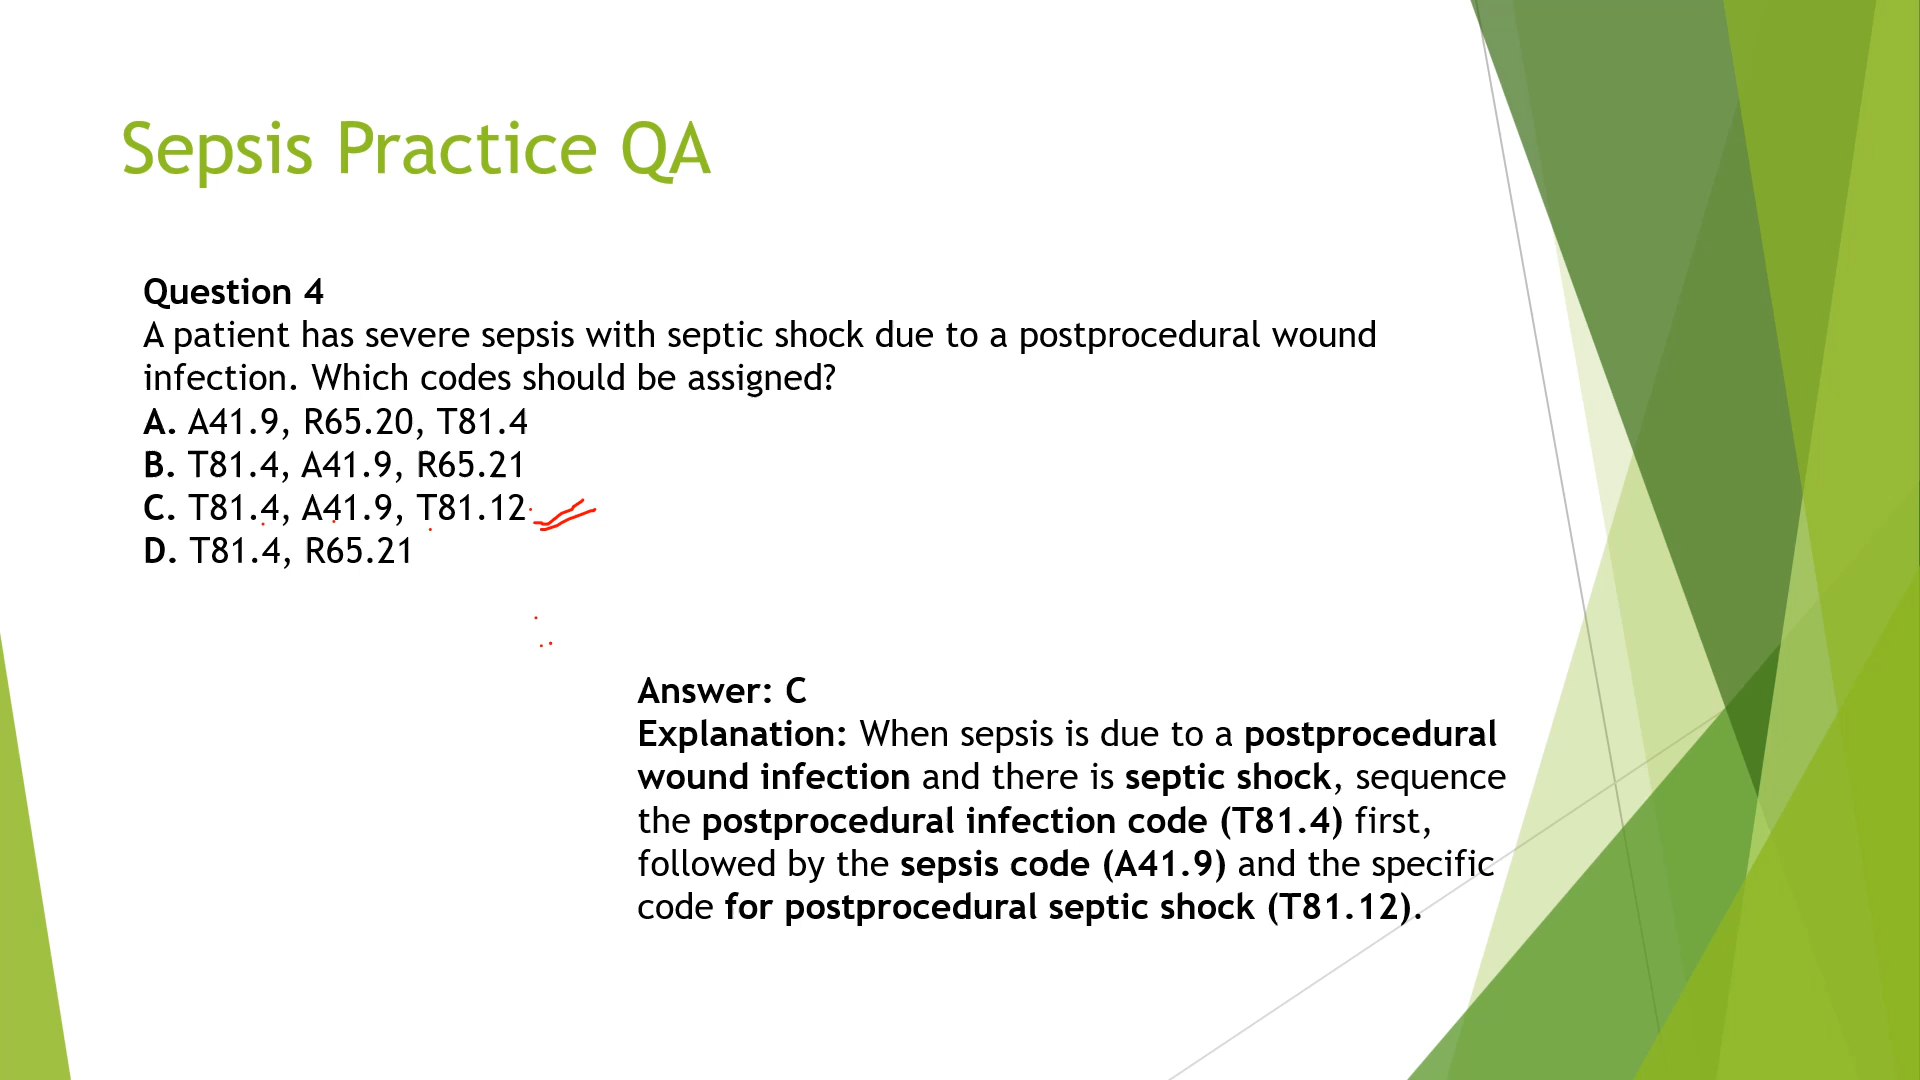 Sepsis Practice QA
Question 4
A patient has severe sepsis with septic shock due to a postprocedural wound
infection. Which codes should be assigned?
A. A41.9, R65.20, T81.4
B. T81.4, A41.9, R65.21
C. T81.4, A41.9, T81.12
D. T81.4, R65.21
Answer: C
Explanation: When sepsis is due to a postprocedural
wound infection and there is septic shock, sequence
the postprocedural infection code (T81.4) first,
followed by the sepsis code (A41.9) and the specific
code for postprocedural septic shock (T81.12).